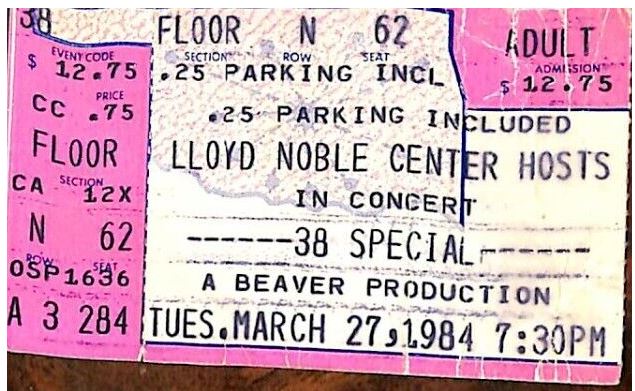 38
EVENT CODE
$ 12.75
PRICE
CC .75
FLOOR
SECTION
CA 12X
N 62
ROW SEAT
OSP1636
A 3 284
FLOOR N 62
SECTION ROW SEAT
.25 PARKING INCL
.25 PARKING INCLUDED
LLOYD NOBLE CENTER HOSTS
IN CONCERT
------38 SPECIAL------
A BEAVER PRODUCTION
TUES.MARCH 27,1984 7:30PM
ADULT
ADMISSION
$ 12.75